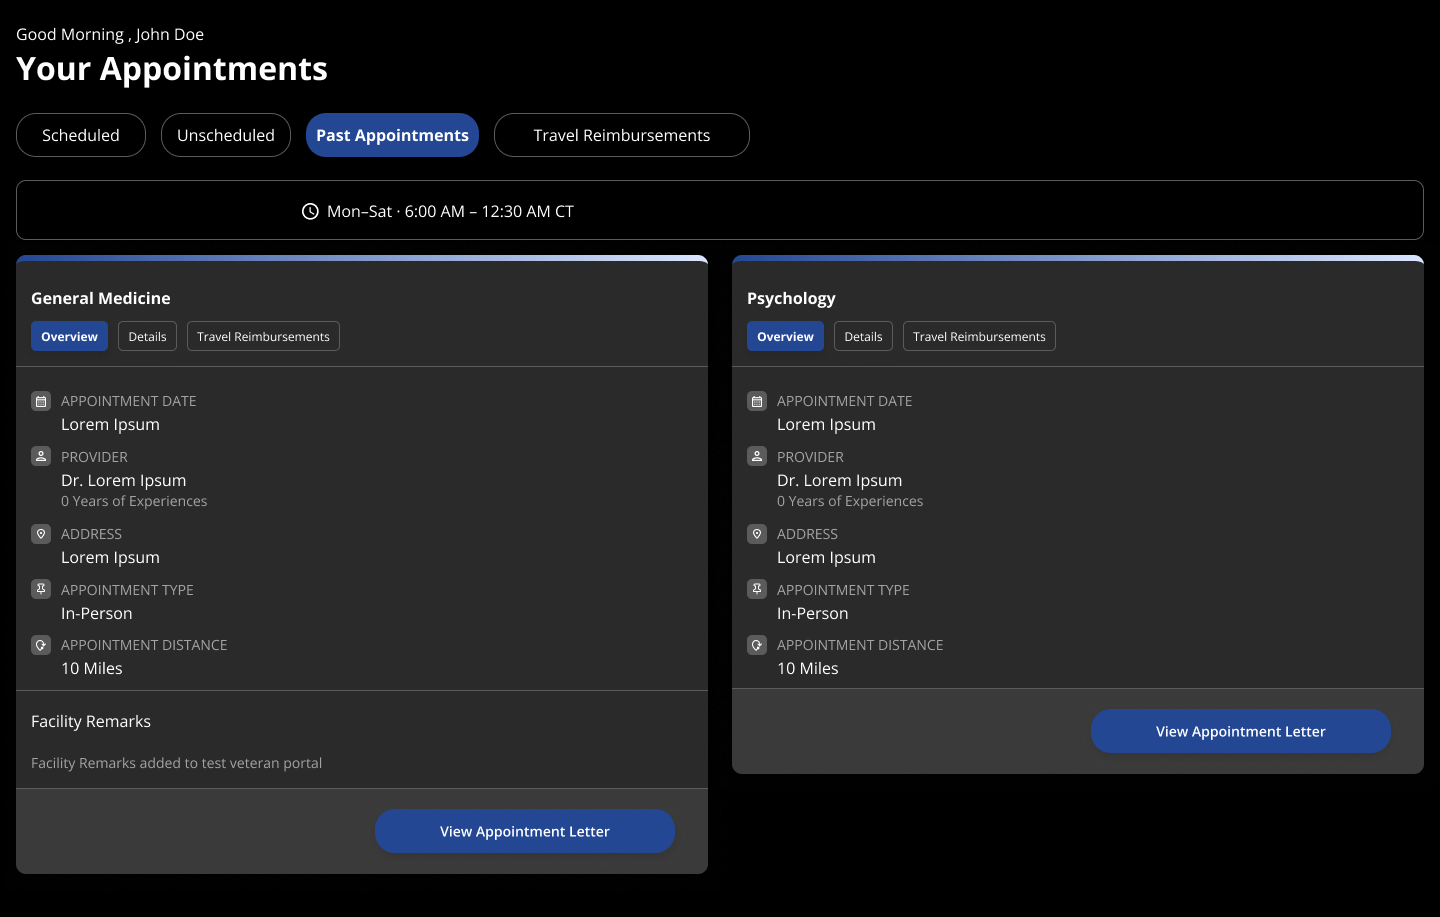 Good Morning , John Doe
Your Appointments
Scheduled
Unscheduled
Past Appointments
Travel Reimbursements
Mon–Sat · 6:00 AM – 12:30 AM CT
General Medicine
Overview
Details
Travel Reimbursements
APPOINTMENT DATE
Lorem Ipsum
PROVIDER
Dr. Lorem Ipsum
0 Years of Experiences
ADDRESS
Lorem Ipsum
APPOINTMENT TYPE
In-Person
APPOINTMENT DISTANCE
10 Miles
Facility Remarks
Facility Remarks added to test veteran portal
View Appointment Letter
Psychology
Overview
Details
Travel Reimbursements
APPOINTMENT DATE
Lorem Ipsum
PROVIDER
Dr. Lorem Ipsum
0 Years of Experiences
ADDRESS
Lorem Ipsum
APPOINTMENT TYPE
In-Person
APPOINTMENT DISTANCE
10 Miles
View Appointment Letter